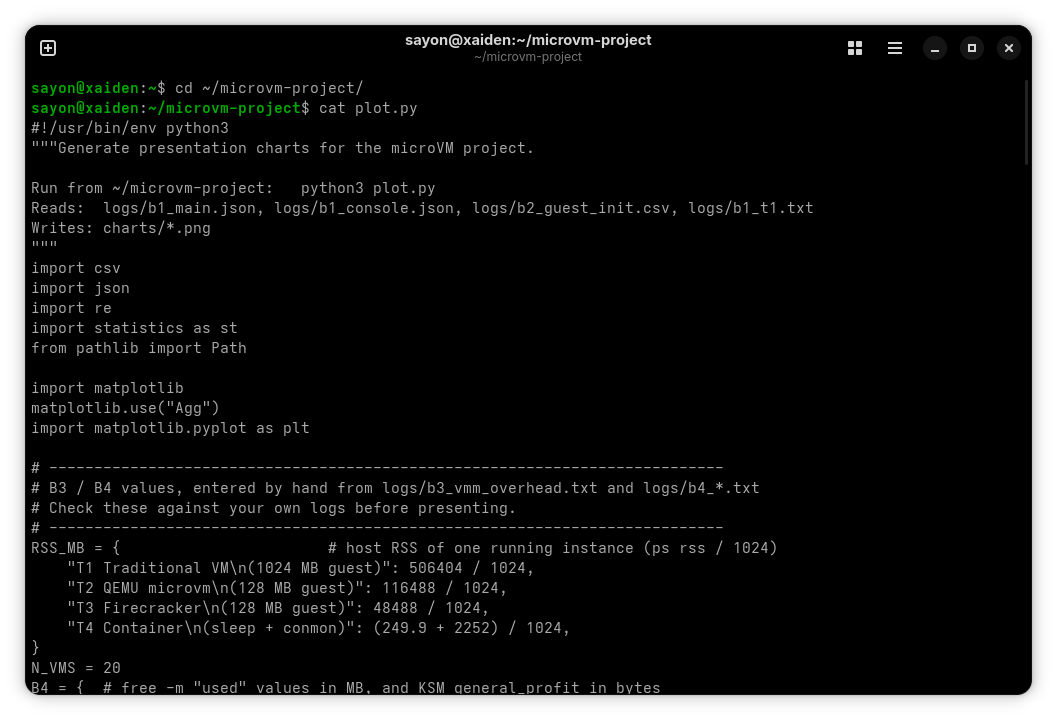 sayon@xaiden:~/microvm-project
~/microvm-project
sayon@xaiden:~$ cd ~/microvm-project/
sayon@xaiden:~/microvm-project$ cat plot.py
#!/usr/bin/env python3
"""Generate presentation charts for the microVM project.

Run from ~/microvm-project:   python3 plot.py
Reads:  logs/b1_main.json, logs/b1_console.json, logs/b2_guest_init.csv, logs/b1_t1.txt
Writes: charts/*.png
"""
import csv
import json
import re
import statistics as st
from pathlib import Path

import matplotlib
matplotlib.use("Agg")
import matplotlib.pyplot as plt

# ---------------------------------------------------------------------------
# B3 / B4 values, entered by hand from logs/b3_vmm_overhead.txt and logs/b4_*.txt
# Check these against your own logs before presenting.
# ---------------------------------------------------------------------------
RSS_MB = {                       # host RSS of one running instance (ps rss / 1024)
    "T1 Traditional VM\n(1024 MB guest)": 506404 / 1024,
    "T2 QEMU microvm\n(128 MB guest)": 116488 / 1024,
    "T3 Firecracker\n(128 MB guest)": 48488 / 1024,
    "T4 Container\n(sleep + conmon)": (249.9 + 2252) / 1024,
}
N_VMS = 20
B4 = {  # free -m "used" values in MB, and KSM general_profit in bytes